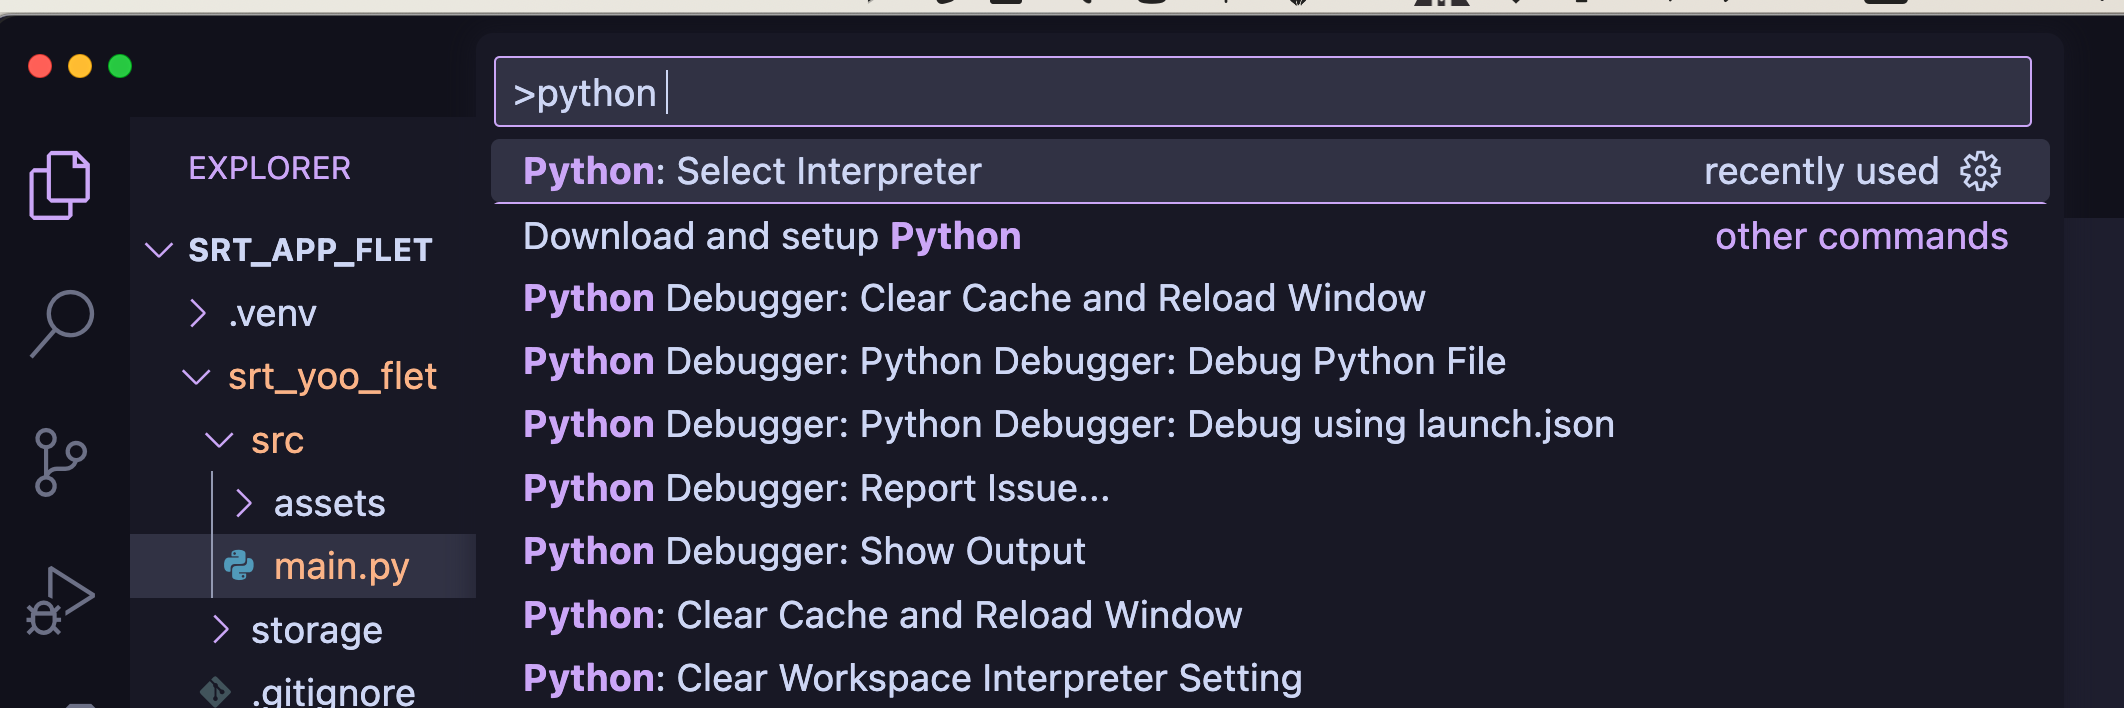 >python
EXPLORER
SRT_APP_FLET
.venv
srt_yoo_flet
src
assets
main.py
storage
.gitignore
Python: Select Interpreter recently used
Download and setup Python other commands
Python Debugger: Clear Cache and Reload Window
Python Debugger: Python Debugger: Debug Python File
Python Debugger: Python Debugger: Debug using launch.json
Python Debugger: Report Issue...
Python Debugger: Show Output
Python: Clear Cache and Reload Window
Python: Clear Workspace Interpreter Setting